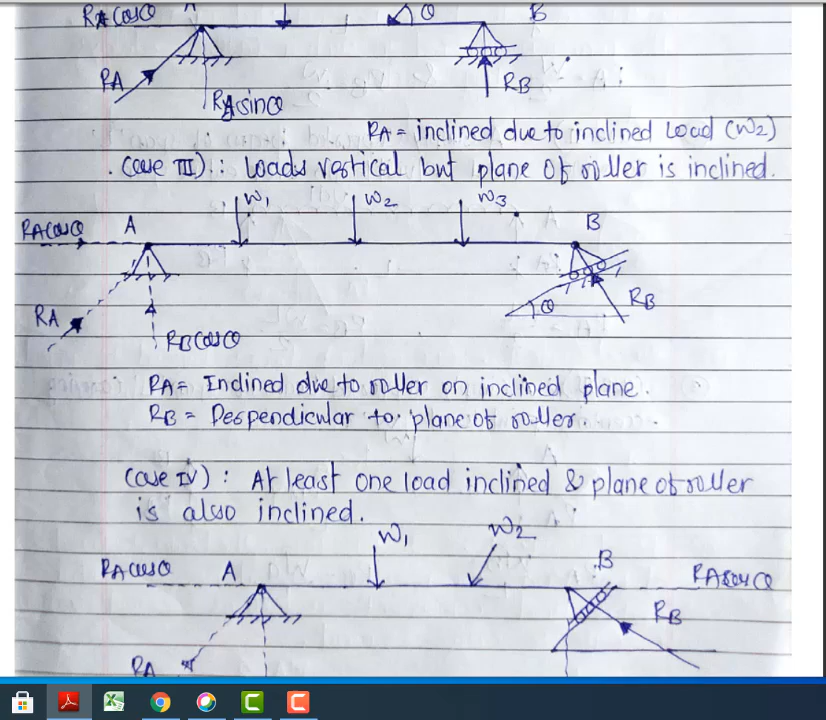 RA cosθ A θ B
RA RB
RA sinθ
RA = inclined due to inclined Load (W2)
(case III) : Loads vertical but plane of roller is inclined.
W1 W2 W3
RA cosθ A B
RA θ RB
RB cosθ
RA = Inclined due to roller on inclined plane.
RB = Perpendicular to plane of roller.
(case IV) : At least one load inclined & plane of roller
is also inclined.
W1 W2
RA cosθ A B
RB
RA